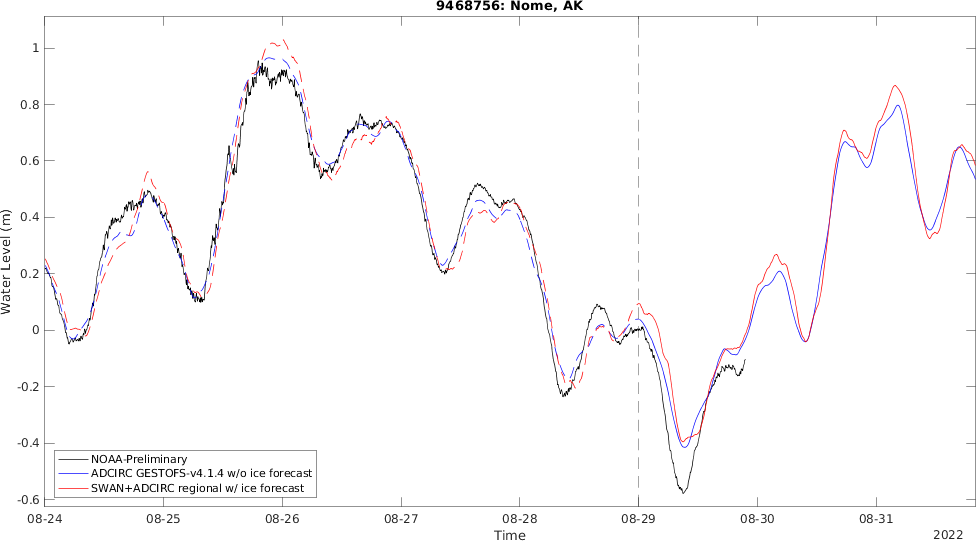 9468756: Nome, AK
Water Level (m)
1
0.8
0.6
0.4
0.2
0
-0.2
-0.4
-0.6
NOAA-Preliminary
ADCIRC GESTOFS-v4.1.4 w/o ice forecast
SWAN+ADCIRC regional w/ ice forecast
08-24 08-25 08-26 08-27 08-28 08-29 08-30 08-31
Time
2022